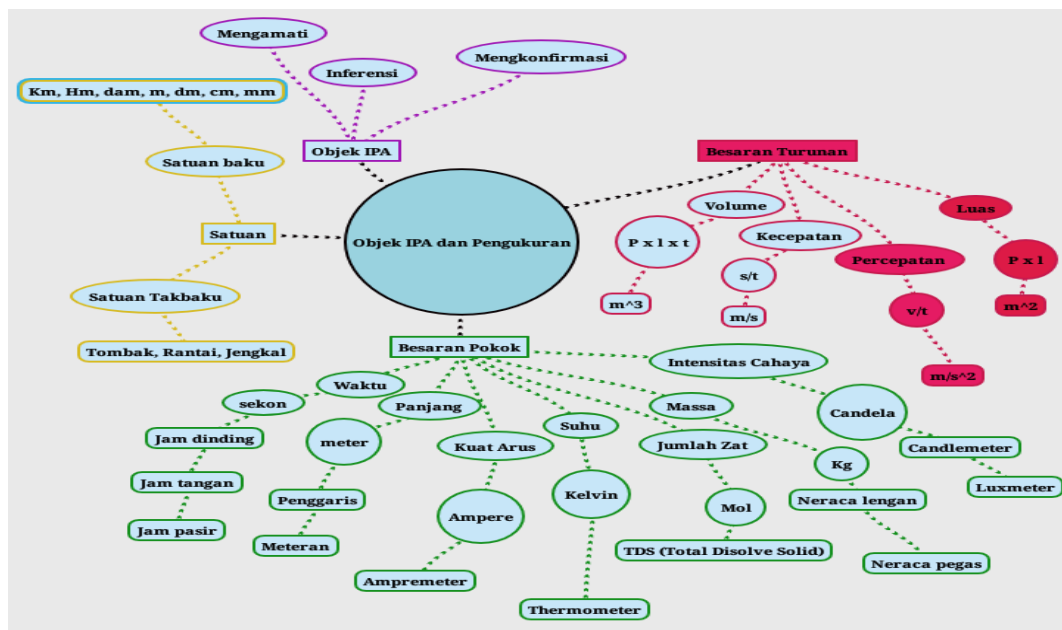 Mengamati
Inferensi
Mengkonfirmasi
Km, Hm, dam, m, dm, cm, mm
Objek IPA
Besaran Turunan
Satuan baku
Volume
Luas
Satuan
Objek IPA dan Pengukuran
P x l x t
Kecepatan
Percepatan
P x l
s/t
Satuan Takbaku
m^3
m/s
v/t
m^2
Tombak, Rantai, Jengkal
Besaran Pokok
Intensitas Cahaya
m/s^2
Waktu
sekon
Panjang
Massa
Candela
Suhu
Jam dinding
meter
Kuat Arus
Jumlah Zat
Candlemeter
Kg
Jam tangan
Penggaris
Kelvin
Neraca lengan
Luxmeter
Ampere
Mol
Jam pasir
Meteran
TDS (Total Disolve Solid)
Neraca pegas
Ampremeter
Thermometer